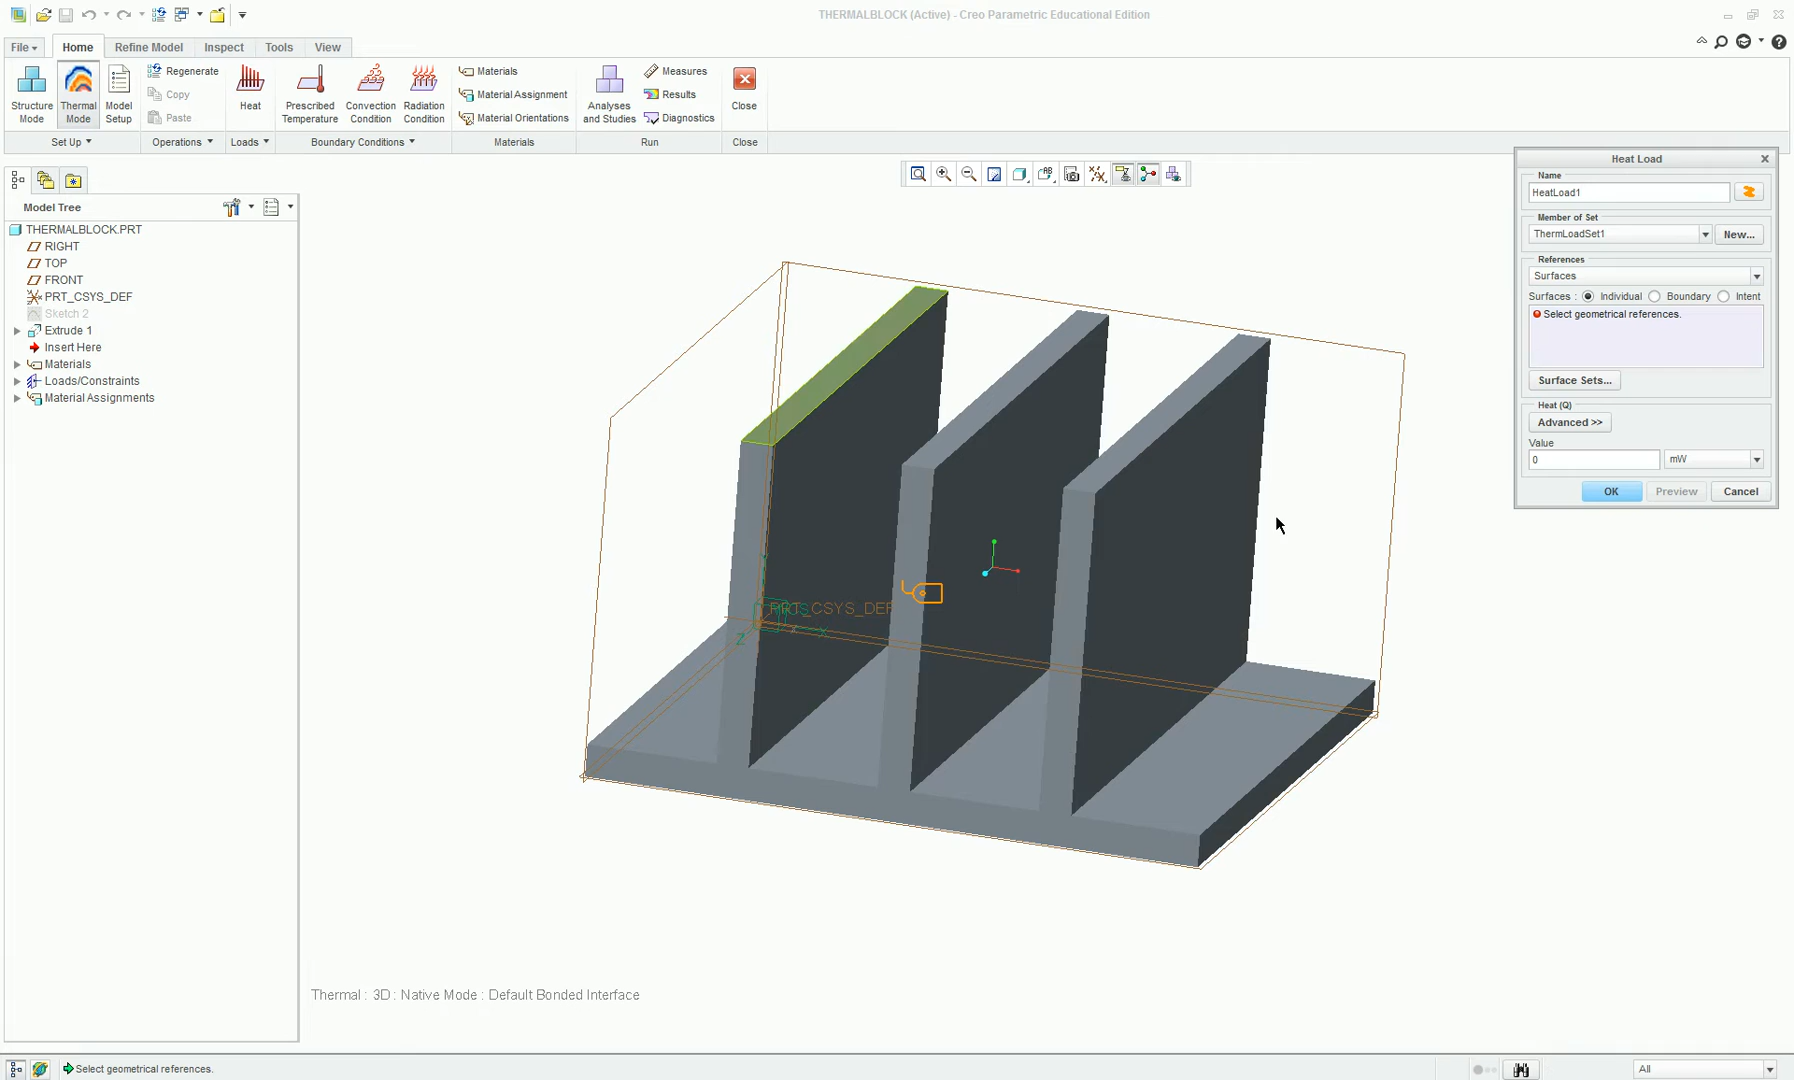 THERMALBLOCK (Active) - Creo Parametric Educational Edition
File
Home
Refine Model
Inspect
Tools
View
Structure
Mode
Thermal
Mode
Model
Setup
Regenerate
Copy
Paste
Heat
Prescribed
Temperature
Convection
Condition
Radiation
Condition
Materials
Material Assignment
Material Orientations
Analyses
and Studies
Measures
Results
Diagnostics
Close
Set Up
Operations
Loads
Boundary Conditions
Materials
Run
Close
Model Tree
THERMALBLOCK.PRT
RIGHT
TOP
FRONT
PRT_CSYS_DEF
Sketch 2
Extrude 1
Insert Here
Materials
Loads/Constraints
Material Assignments
PRT_CSYS_DEF
X
Z
Heat Load
Name
HeatLoad1
Member of Set
ThermLoadSet1
New...
References
Surfaces
Surfaces : Individual Boundary Intent
Select geometrical references.
Surface Sets...
Heat (Q)
Advanced >>
Value
0
mW
OK
Preview
Cancel
Thermal : 3D : Native Mode : Default Bonded Interface
Select geometrical references.
All